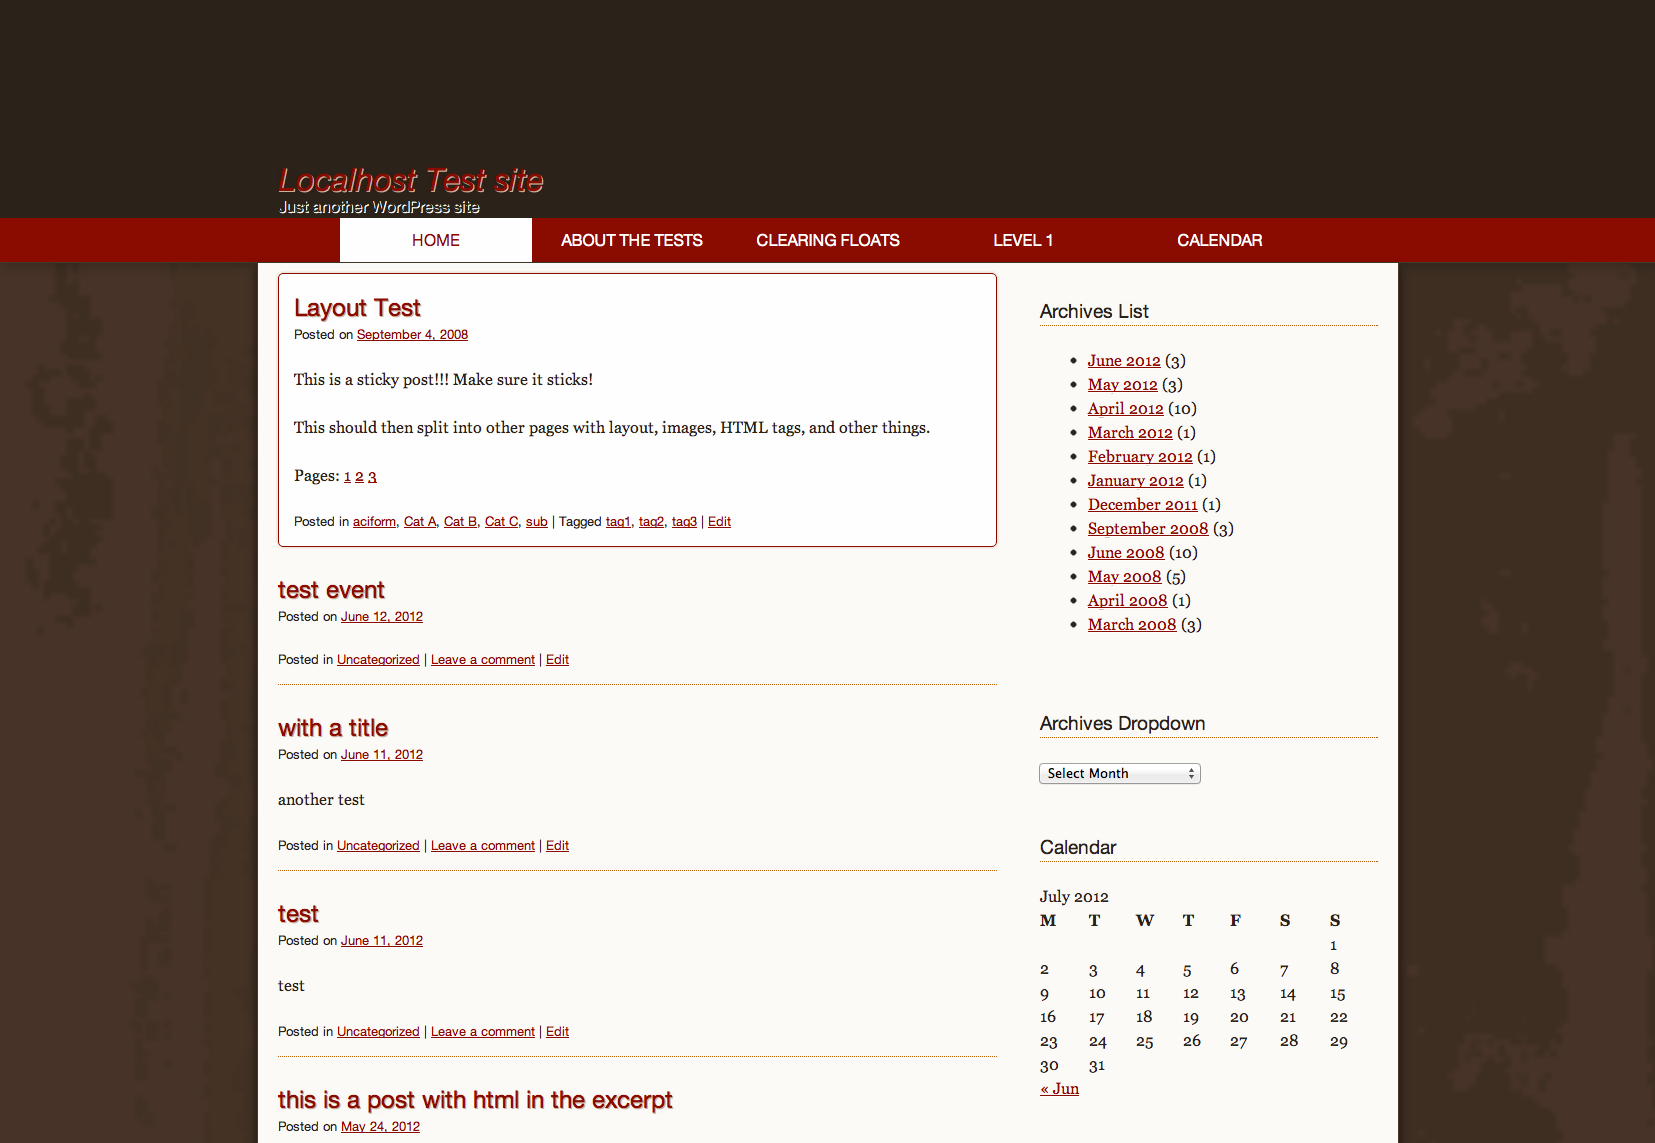 Localhost Test site
Just another WordPress site
HOME ABOUT THE TESTS CLEARING FLOATS LEVEL 1 CALENDAR
Layout Test
Posted on September 4, 2008
This is a sticky post!!! Make sure it sticks!
This should then split into other pages with layout, images, HTML tags, and other things.
Pages: 1 2 3
Posted in aciform, Cat A, Cat B, Cat C, sub | Tagged tag1, tag2, tag3 | Edit
test event
Posted on June 12, 2012
Posted in Uncategorized | Leave a comment | Edit
with a title
Posted on June 11, 2012
another test
Posted in Uncategorized | Leave a comment | Edit
test
Posted on June 11, 2012
test
Posted in Uncategorized | Leave a comment | Edit
this is a post with html in the excerpt
Posted on May 24, 2012
Archives List
June 2012 (3)
May 2012 (3)
April 2012 (10)
March 2012 (1)
February 2012 (1)
January 2012 (1)
December 2011 (1)
September 2008 (3)
June 2008 (10)
May 2008 (5)
April 2008 (1)
March 2008 (3)
Archives Dropdown
Select Month
Calendar
July 2012
M T W T F S S
1
2 3 4 5 6 7 8
9 10 11 12 13 14 15
16 17 18 19 20 21 22
23 24 25 26 27 28 29
30 31
« Jun